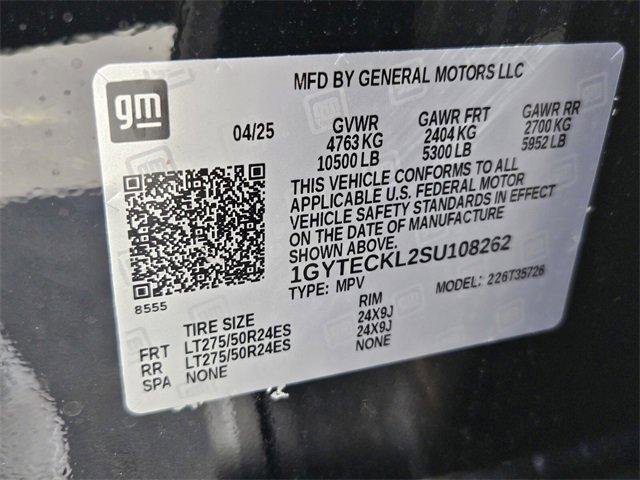 gm
MFD BY GENERAL MOTORS LLC
04/25 GVWR GAWR FRT GAWR RR
4763 KG 2404 KG 2700 KG
10500 LB 5300 LB 5952 LB
THIS VEHICLE CONFORMS TO ALL
APPLICABLE U.S. FEDERAL MOTOR
VEHICLE SAFETY STANDARDS IN EFFECT
ON THE DATE OF MANUFACTURE
SHOWN ABOVE.
1GYTECKL2SU108262
TYPE: MPV MODEL: 226T35726
8555
TIRE SIZE RIM
FRT LT275/50R24ES 24X9J
RR LT275/50R24ES 24X9J
SPA NONE NONE